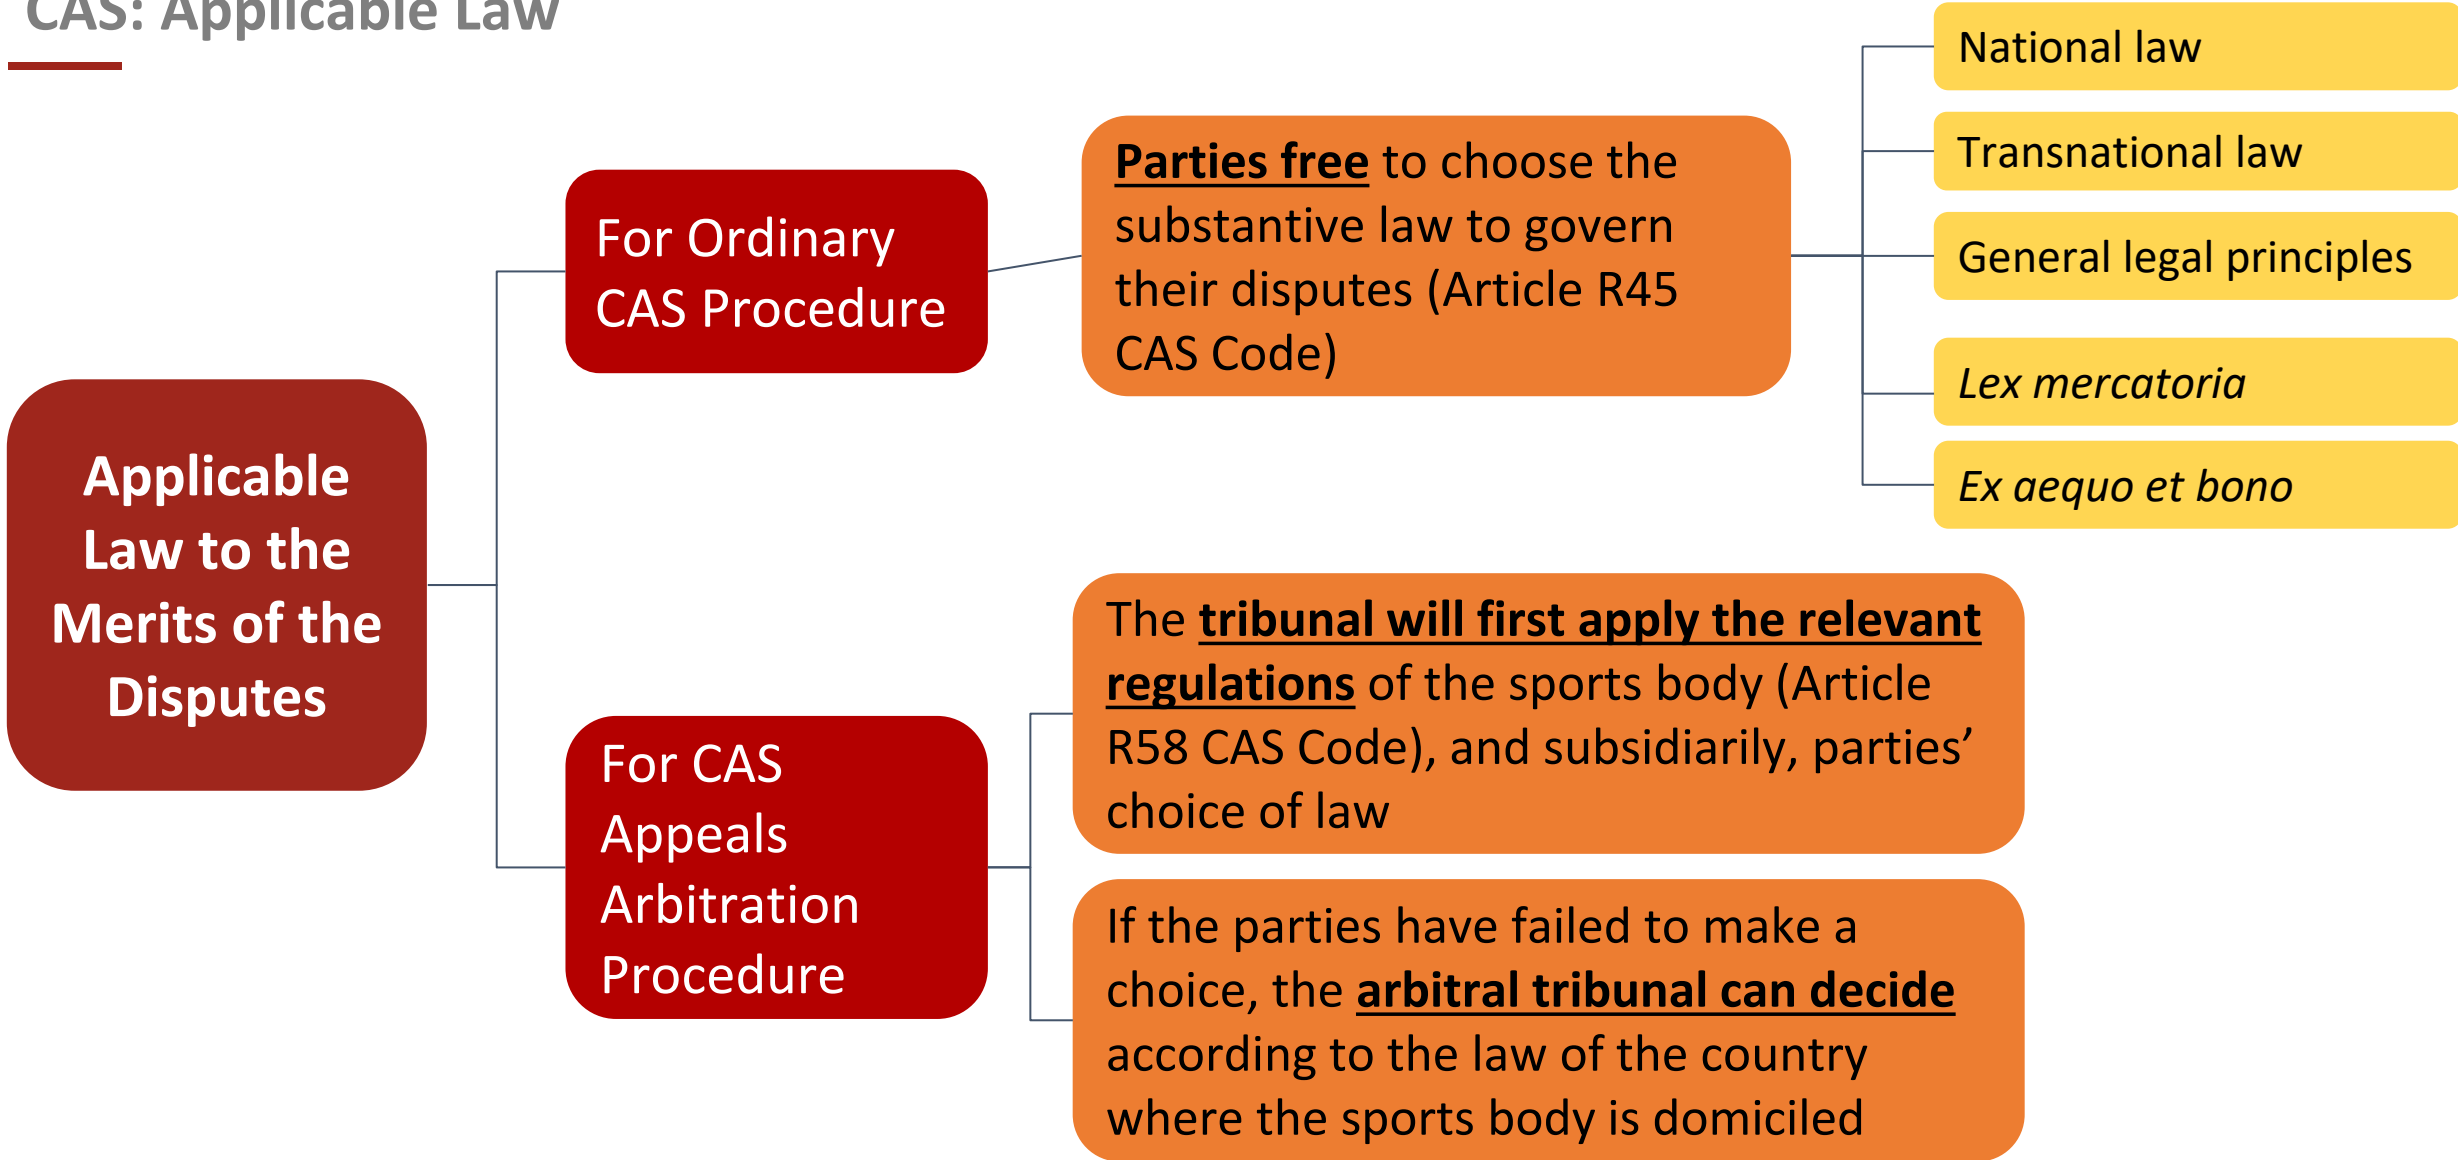 CAS: Applicable Law
Applicable
Law to the
Merits of the
Disputes
For Ordinary
CAS Procedure
Parties free to choose the
substantive law to govern
their disputes (Article R45
CAS Code)
National law
Transnational law
General legal principles
Lex mercatoria
Ex aequo et bono
For CAS
Appeals
Arbitration
Procedure
The tribunal will first apply the relevant
regulations of the sports body (Article
R58 CAS Code), and subsidiarily, parties’
choice of law
If the parties have failed to make a
choice, the arbitral tribunal can decide
according to the law of the country
where the sports body is domiciled